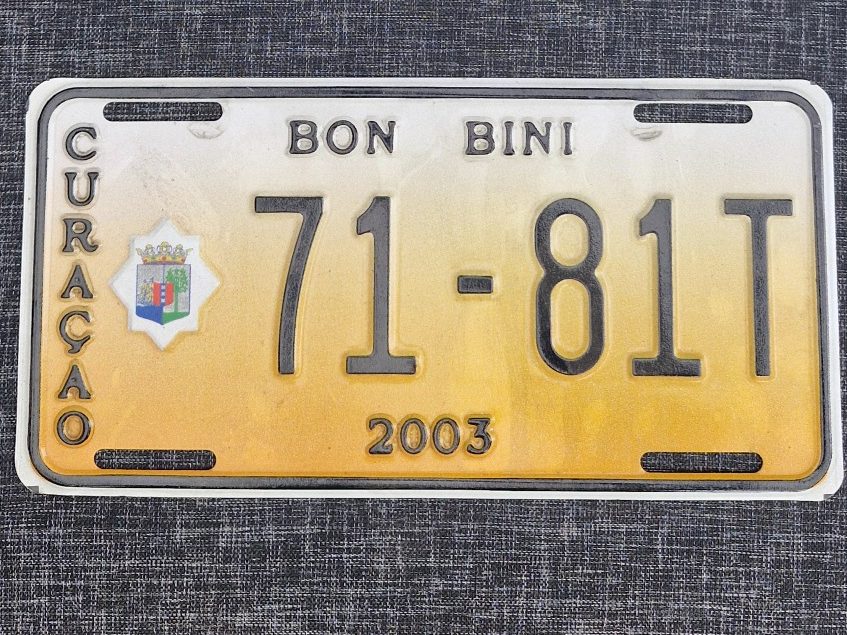 BON BINI
CURAÇAO
71-81T
2003